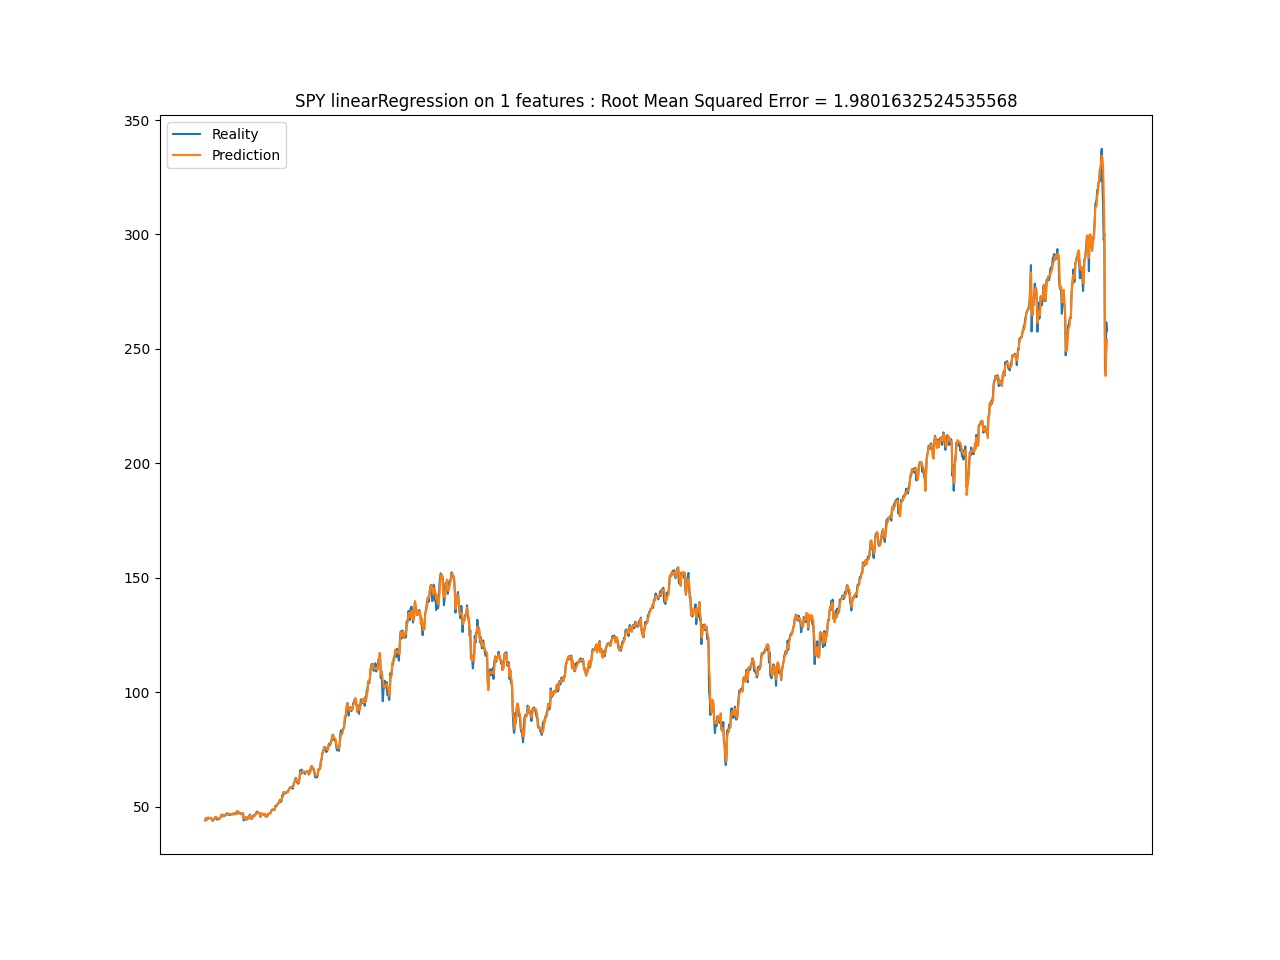 SPY linearRegression on 1 features : Root Mean Squared Error = 1.9801632524535568
Reality
Prediction
350
300
250
200
150
100
50